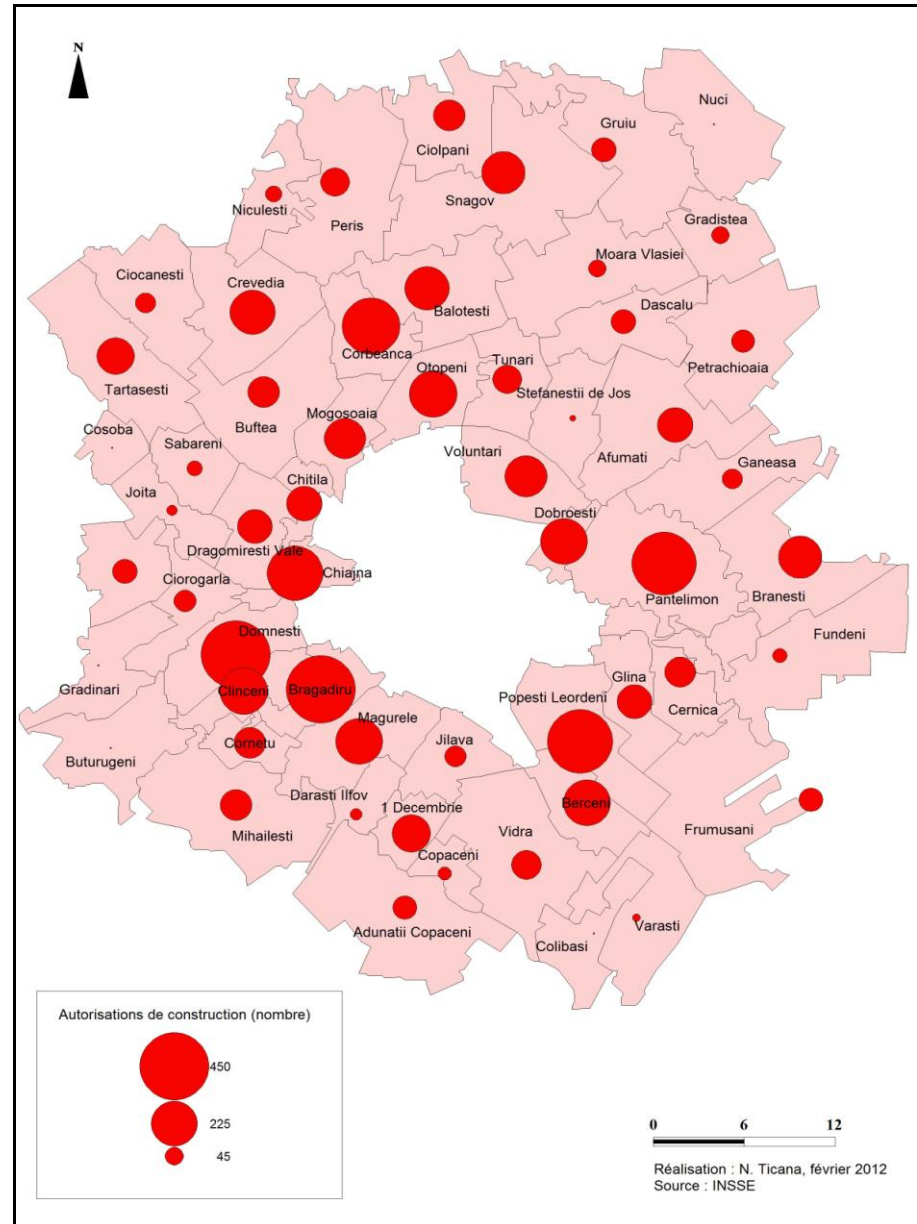 N
Nuci
Gruiu
Ciolpani
Snagov
Niculesti
Peris
Gradistea
Moara Vlasiei
Ciocanesti
Crevedia
Balotesti
Dascalu
Corbeanca
Petrachioaia
Otopeni
Tunari
Tartasesti
Stefanestii de Jos
Buftea
Mogosoaia
Cosoba
Sabareni
Voluntari
Afumati
Ganeasa
Chitila
Joita
Dobroesti
Dragomiresti Vale
Chiajna
Ciorogarla
Pantelimon
Branesti
Domnesti
Fundeni
Gradinari
Clinceni
Bragadiru
Popesti Leordeni
Glina
Cernica
Magurele
Cornetu
Jilava
Buturugeni
Darasti Ilfov
1 Decembrie
Berceni
Mihailesti
Vidra
Frumusani
Copaceni
Adunatii Copaceni
Colibasi
Varasti
Autorisations de construction (nombre)
450
225
45
0 6 12
Réalisation : N. Ticana, février 2012
Source : INSSE